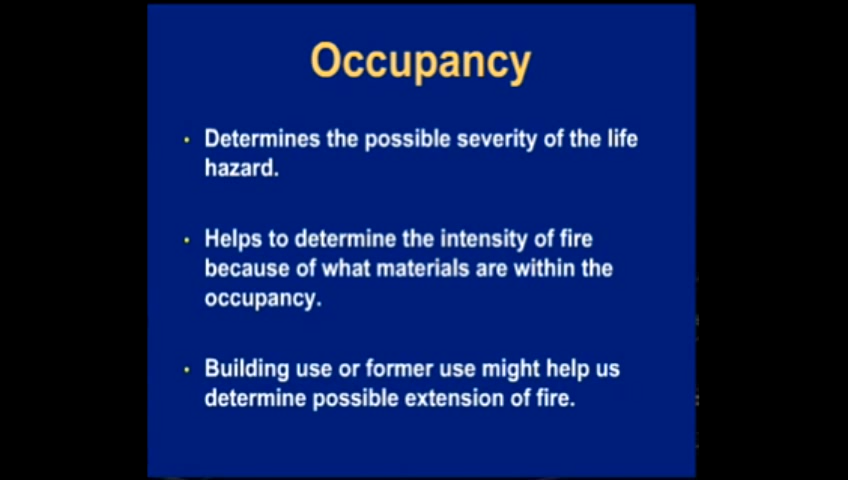 Occupancy
· Determines the possible severity of the life
hazard.
· Helps to determine the intensity of fire
because of what materials are within the
occupancy.
· Building use or former use might help us
determine possible extension of fire.